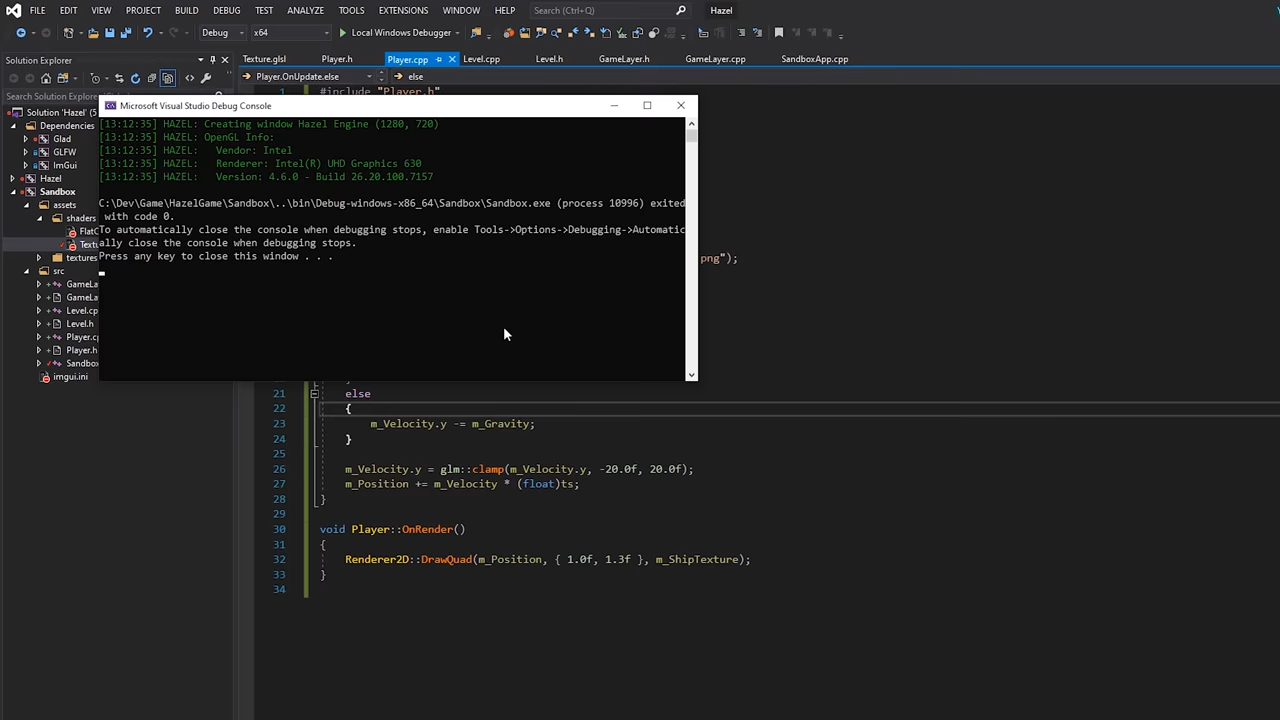 FILE EDIT VIEW PROJECT BUILD DEBUG TEST ANALYZE TOOLS EXTENSIONS WINDOW HELP Search (Ctrl+Q) Hazel
Debug x64 Local Windows Debugger
Solution Explorer
Texture.glsl Player.h Player.cpp Level.cpp Level.h GameLayer.h GameLayer.cpp SandboxApp.cpp
Player.OnUpdate.else else
Search Solution Explorer
1 #include "Player.h"
Solution 'Hazel' (5
Dependencies
Glad
GLFW
ImGui
Hazel
Sandbox
assets
shaders
FlatC
Textu
textures
src
GameLa
GameLa
Level.cp
Level.h
Player.cp
Player.h
Sandbox
imgui.ini
Microsoft Visual Studio Debug Console
[13:12:35] HAZEL: Creating window Hazel Engine (1280, 720)
[13:12:35] HAZEL: OpenGL Info:
[13:12:35] HAZEL:   Vendor: Intel
[13:12:35] HAZEL:   Renderer: Intel(R) UHD Graphics 630
[13:12:35] HAZEL:   Version: 4.6.0 - Build 26.20.100.7157
C:\Dev\Game\HazelGame\Sandbox\..\bin\Debug-windows-x86_64\Sandbox\Sandbox.exe (process 10996) exited
with code 0.
To automatically close the console when debugging stops, enable Tools->Options->Debugging->Automatic
ally close the console when debugging stops.
Press any key to close this window . . .
png");
21 else
22 {
23 m_Velocity.y -= m_Gravity;
24 }
25
26 m_Velocity.y = glm::clamp(m_Velocity.y, -20.0f, 20.0f);
27 m_Position += m_Velocity * (float)ts;
28 }
29
30 void Player::OnRender()
31 {
32 Renderer2D::DrawQuad(m_Position, { 1.0f, 1.3f }, m_ShipTexture);
33 }
34